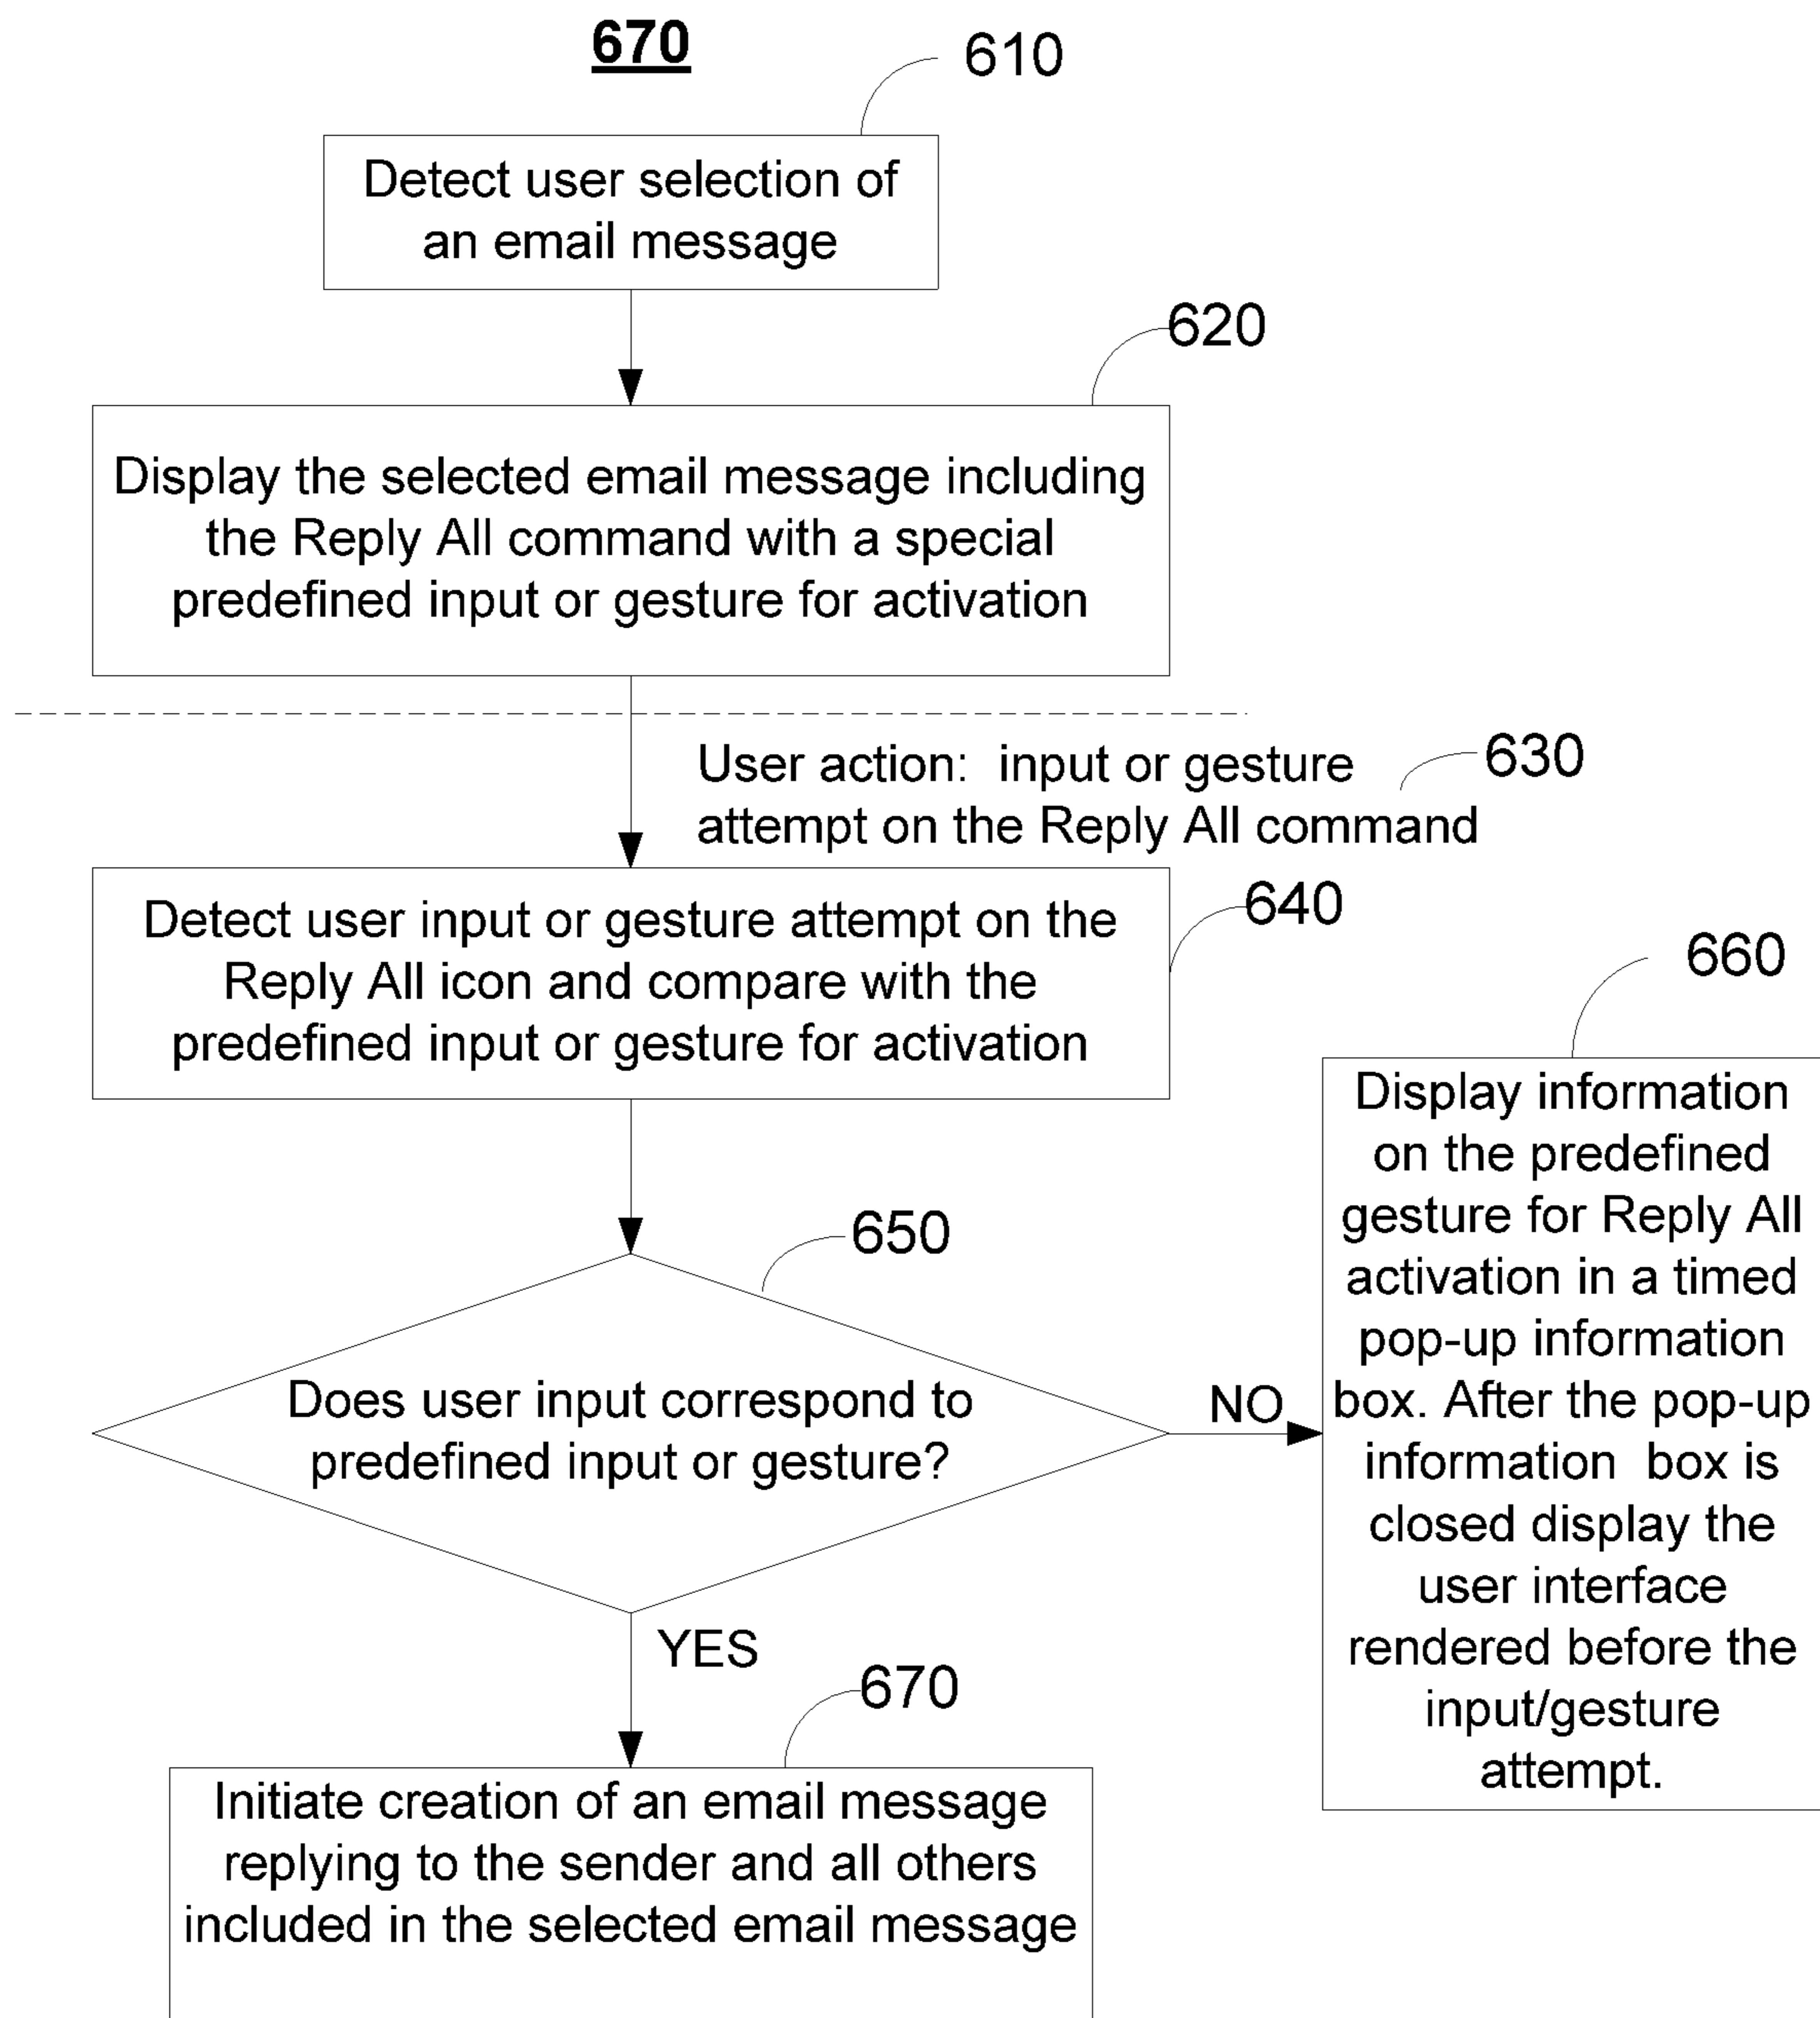 670
610
Detect user selection of
an email message
620
Display the selected email message including
the Reply All command with a special
predefined input or gesture for activation
User action:  input or gesture
attempt on the Reply All command
630
Detect user input or gesture attempt on the
Reply All icon and compare with the
predefined input or gesture for activation
640
650
Does user input correspond to
predefined input or gesture?
NO
660
Display information
on the predefined
gesture for Reply All
activation in a timed
pop-up information
box. After the pop-up
information  box is
closed display the
user interface
rendered before the
input/gesture
attempt.
YES
670
Initiate creation of an email message
replying to the sender and all others
included in the selected email message